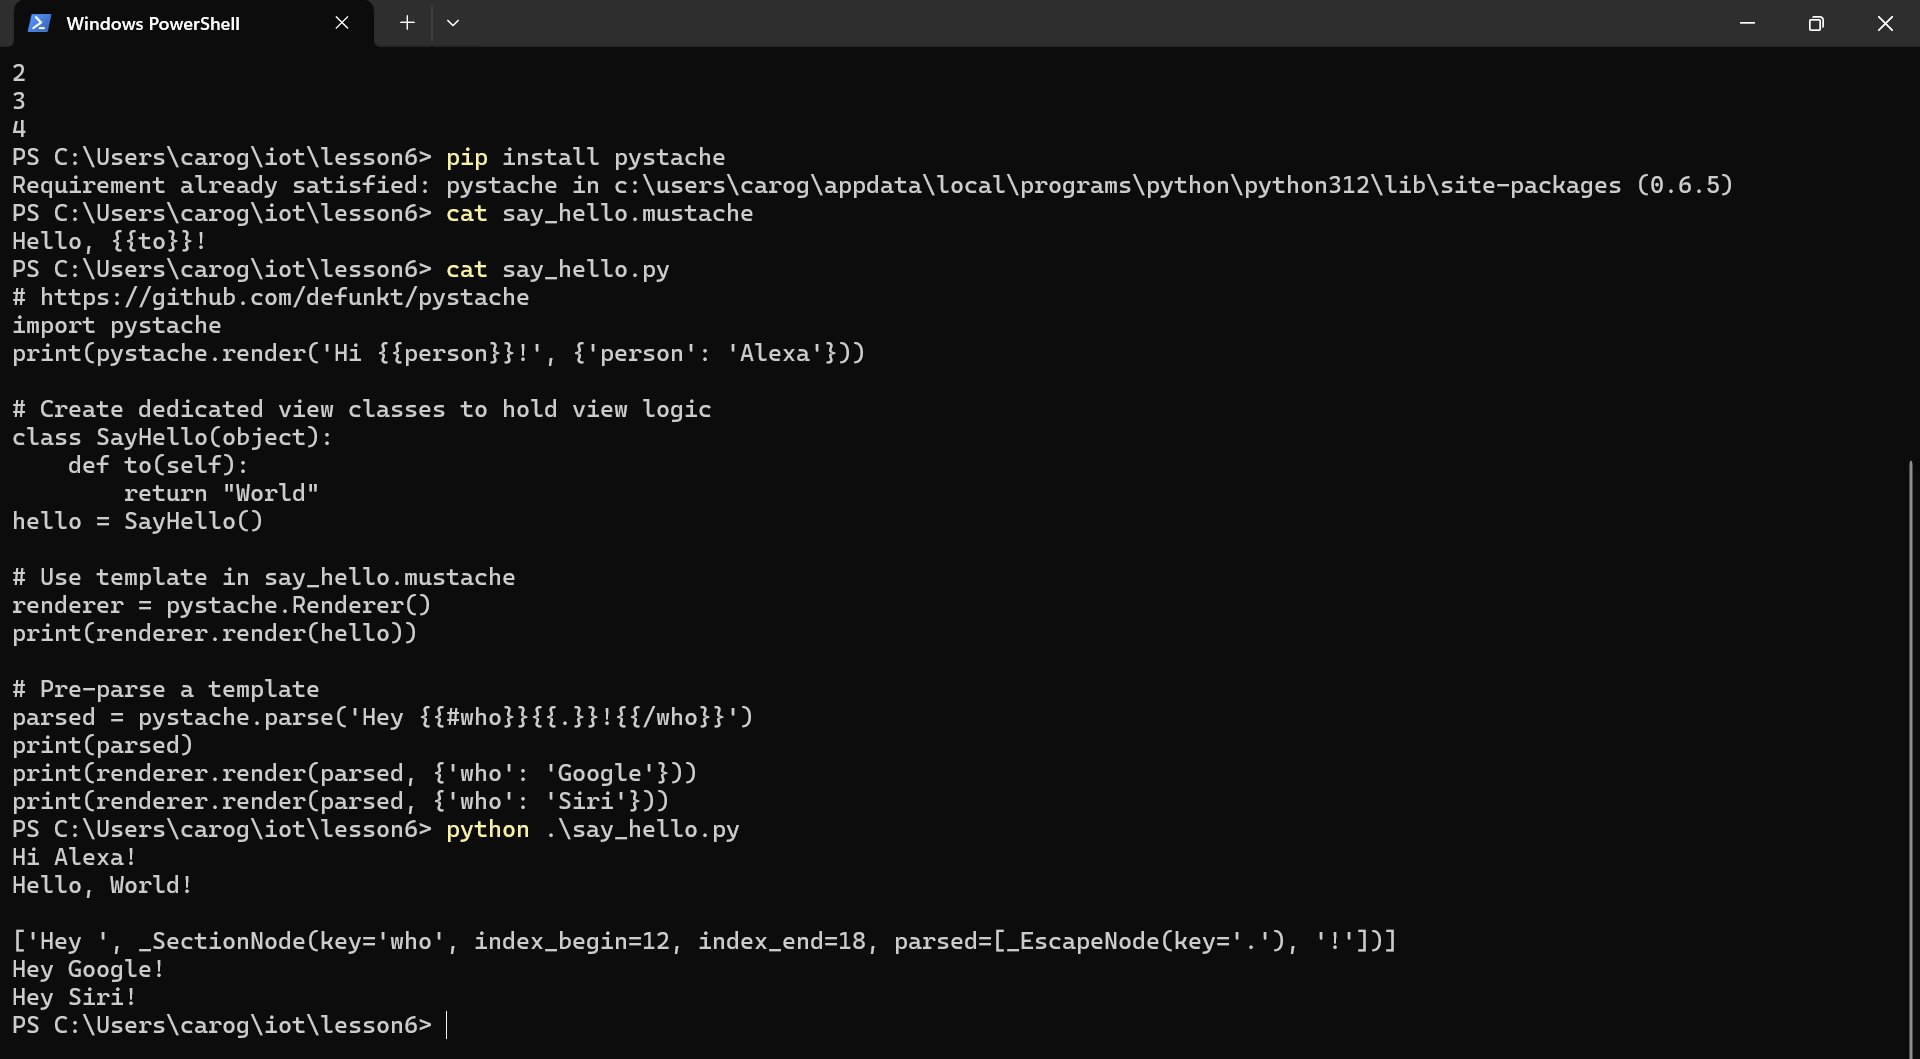 Windows PowerShell
2
3
4
PS C:\Users\carog\iot\lesson6> pip install pystache
Requirement already satisfied: pystache in c:\users\carog\appdata\local\programs\python\python312\lib\site-packages (0.6.5)
PS C:\Users\carog\iot\lesson6> cat say_hello.mustache
Hello, {{to}}!
PS C:\Users\carog\iot\lesson6> cat say_hello.py
# https://github.com/defunkt/pystache
import pystache
print(pystache.render('Hi {{person}}!', {'person': 'Alexa'}))

# Create dedicated view classes to hold view logic
class SayHello(object):
    def to(self):
        return "World"
hello = SayHello()

# Use template in say_hello.mustache
renderer = pystache.Renderer()
print(renderer.render(hello))

# Pre-parse a template
parsed = pystache.parse('Hey {{#who}}{{.}}!{{/who}}')
print(parsed)
print(renderer.render(parsed, {'who': 'Google'}))
print(renderer.render(parsed, {'who': 'Siri'}))
PS C:\Users\carog\iot\lesson6> python .\say_hello.py
Hi Alexa!
Hello, World!

['Hey ', _SectionNode(key='who', index_begin=12, index_end=18, parsed=[_EscapeNode(key='.'), '!'])]
Hey Google!
Hey Siri!
PS C:\Users\carog\iot\lesson6>